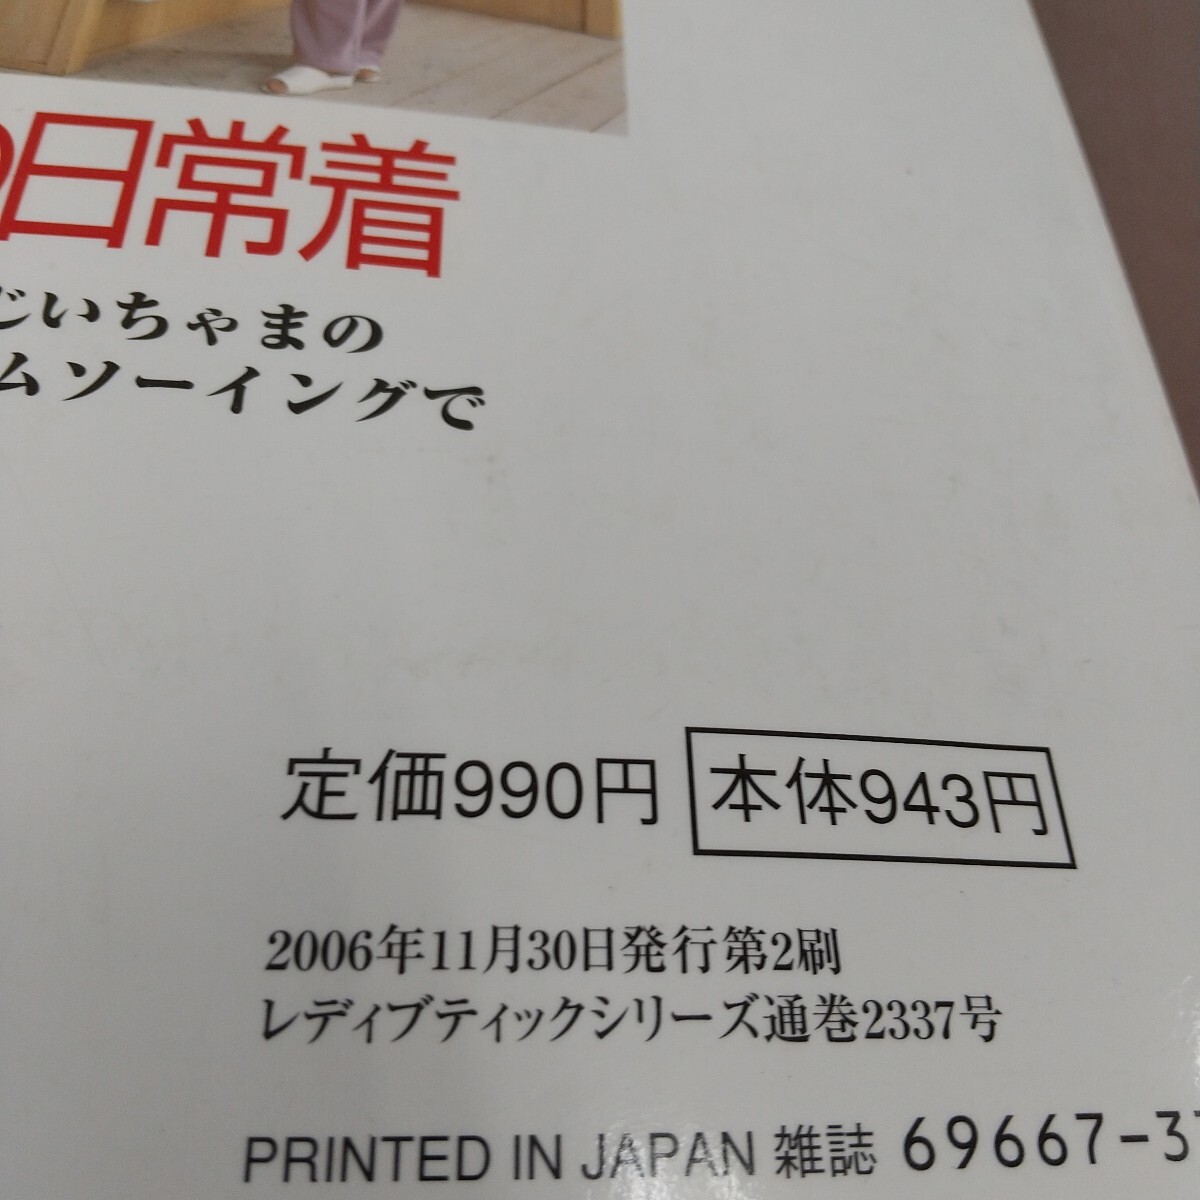 日常着
じいちゃまの
ムソーイングで
定価990円 本体943円
2006年11月30日発行第2刷
レディブティックシリーズ通巻2337号
PRINTED IN JAPAN 雑誌 69667-37